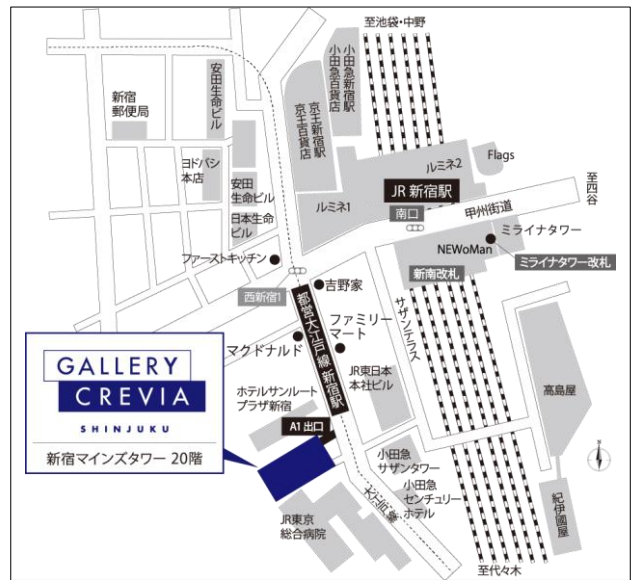 至池袋・中野
安田
生命
ビル
小田急新宿駅
小田急百貨店
新宿
郵便局
京王新宿駅
京王百貨店
ルミネ2
Flags
ヨドバシ
本店
至四谷
安田
生命ビル
JR 新宿駅
ルミネ1
南口
甲州街道
日本生命
ビル
ミライナタワー
NEWoMan
ファーストキッチン
ミライナタワー改札
新南改札
西新宿1
吉野家
都営大江戸線 新宿駅
ファミリー
マート
サザンテラス
マクドナルド
GALLERY
CREVIA
SHINJUKU
新宿マインズタワー 20階
JR東日本
本社ビル
高島屋
ホテルサンルート
プラザ新宿
A1 出口
N
小田急
サザンタワー
大江戸線
小田急
センチュリー
ホテル
紀伊國屋
JR東京
総合病院
至代々木